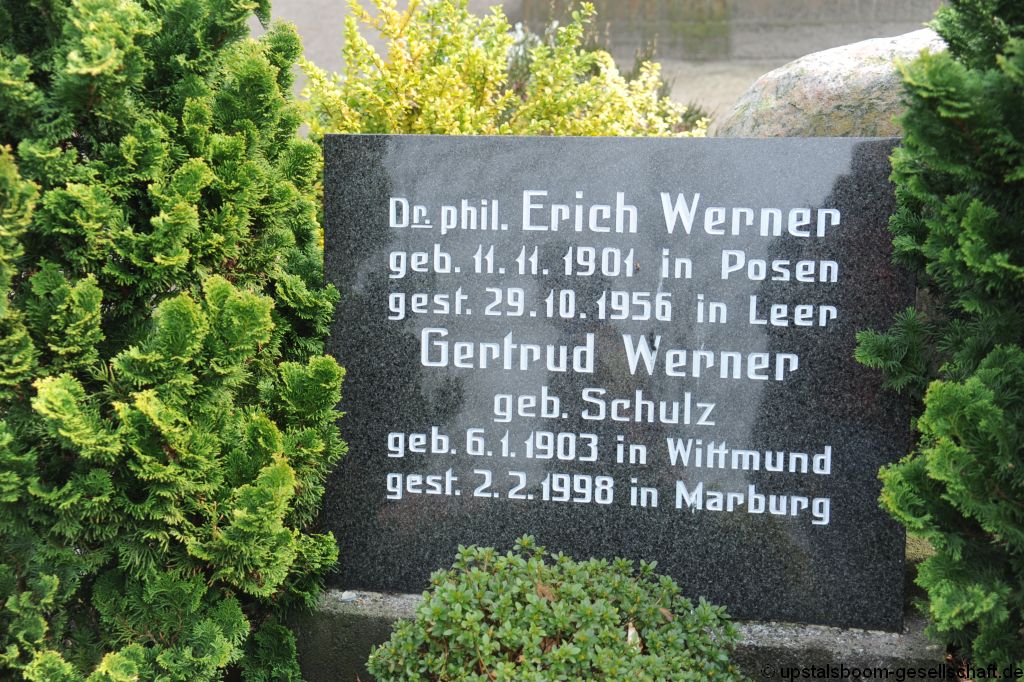 Dr. phil. Erich Werner
geb. 11. 11. 1901 in Posen
gest. 29. 10. 1956 in Leer
Gertrud Werner
geb. Schulz
geb. 6. 1. 1903 in Wittmund
gest. 2. 2. 1998 in Marburg
© upstalsboom-gesellschaft.de